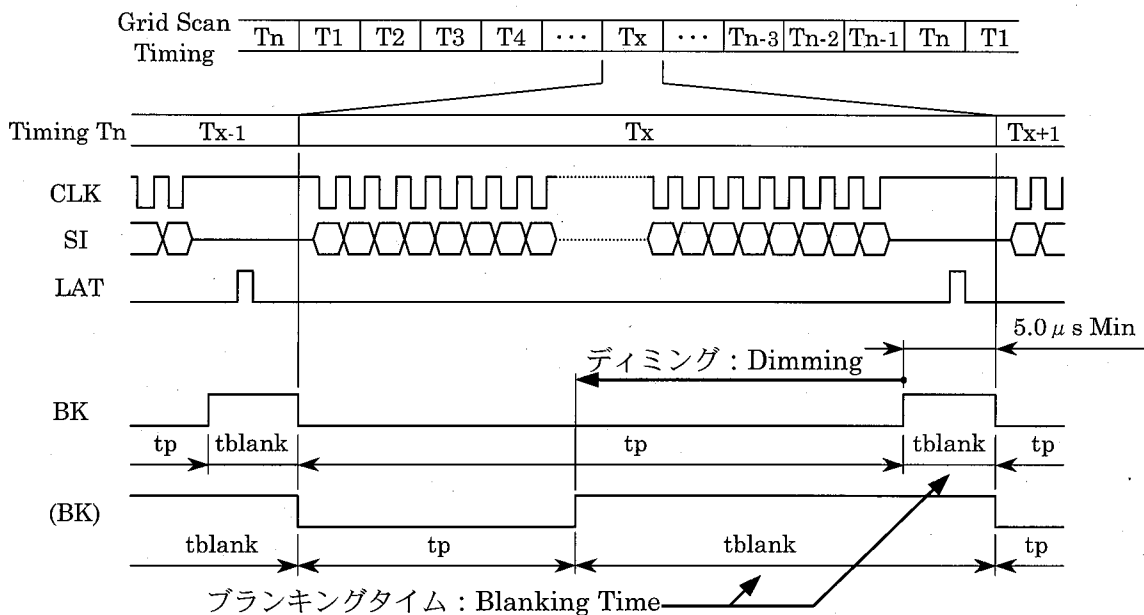 Grid Scan
Timing
Tn T1 T2 T3 T4 ··· Tx ··· Tn-3 Tn-2 Tn-1 Tn T1
Timing Tn Tx-1 Tx Tx+1
CLK
SI
LAT
5.0 μ s Min
ディミング : Dimming
BK
tp tblank tp tblank tp
(BK)
tblank tp tblank tp
ブランキングタイム : Blanking Time